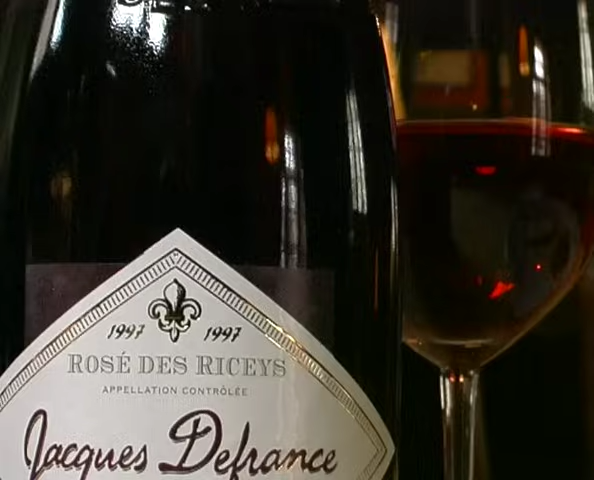 1997 1997
ROSÉ DES RICEYS
APPELLATION CONTRÔLÉE
Jacques Defrance